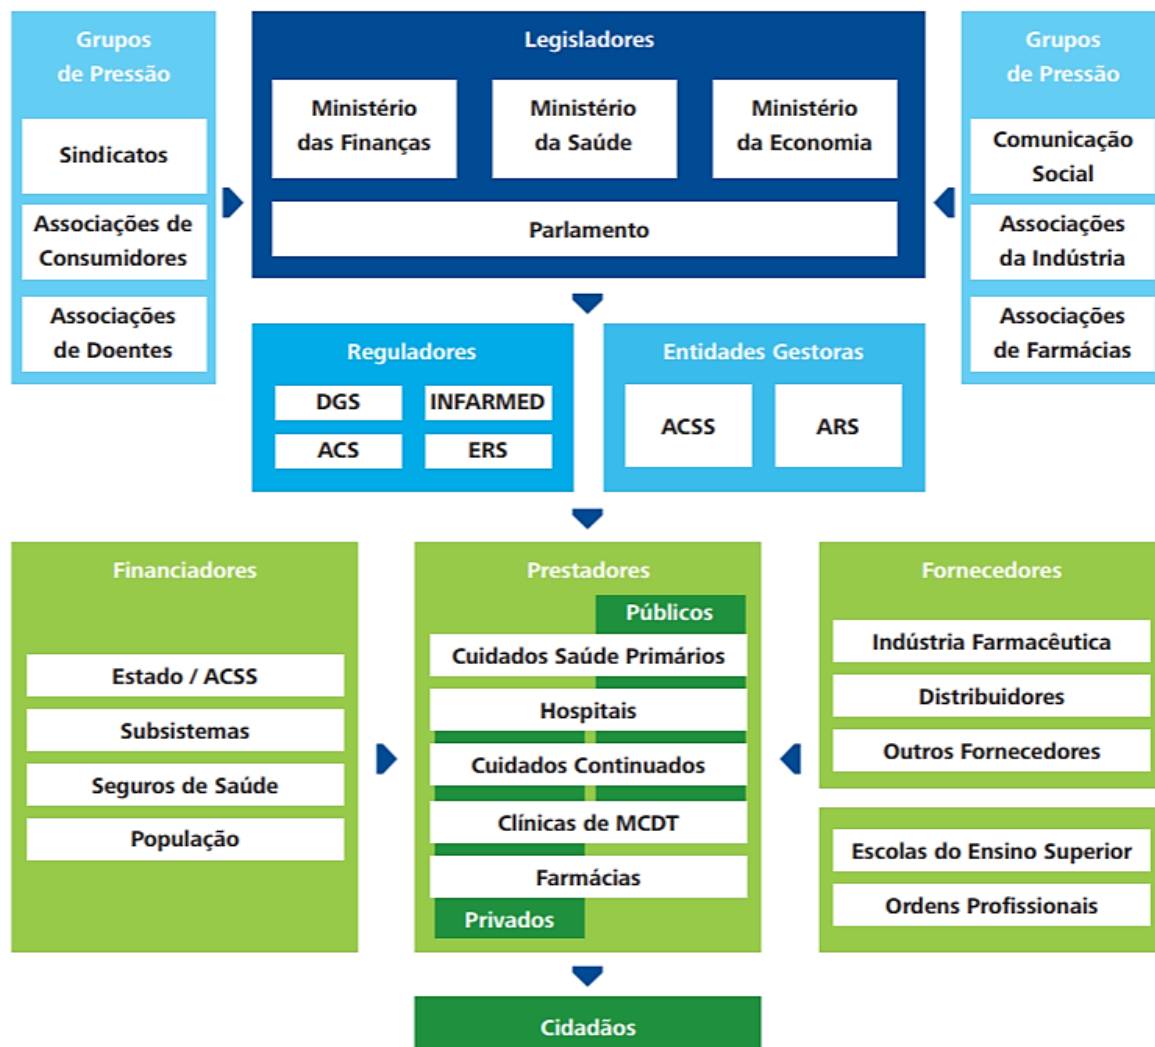 Grupos
de Pressão
Sindicatos
Associações de
Consumidores
Associações
de Doentes
Legisladores
Ministério
das Finanças
Ministério
da Saúde
Ministério
da Economia
Parlamento
Grupos
de Pressão
Comunicação
Social
Associações
da Indústria
Associações
de Farmácias
Reguladores
DGS
INFARMED
ACS
ERS
Entidades Gestoras
ACSS
ARS
Financiadores
Estado / ACSS
Subsistemas
Seguros de Saúde
População
Prestadores
Públicos
Cuidados Saúde Primários
Hospitais
Cuidados Continuados
Clínicas de MCDT
Farmácias
Privados
Fornecedores
Indústria Farmacêutica
Distribuidores
Outros Fornecedores
Escolas do Ensino Superior
Ordens Profissionais
Cidadãos